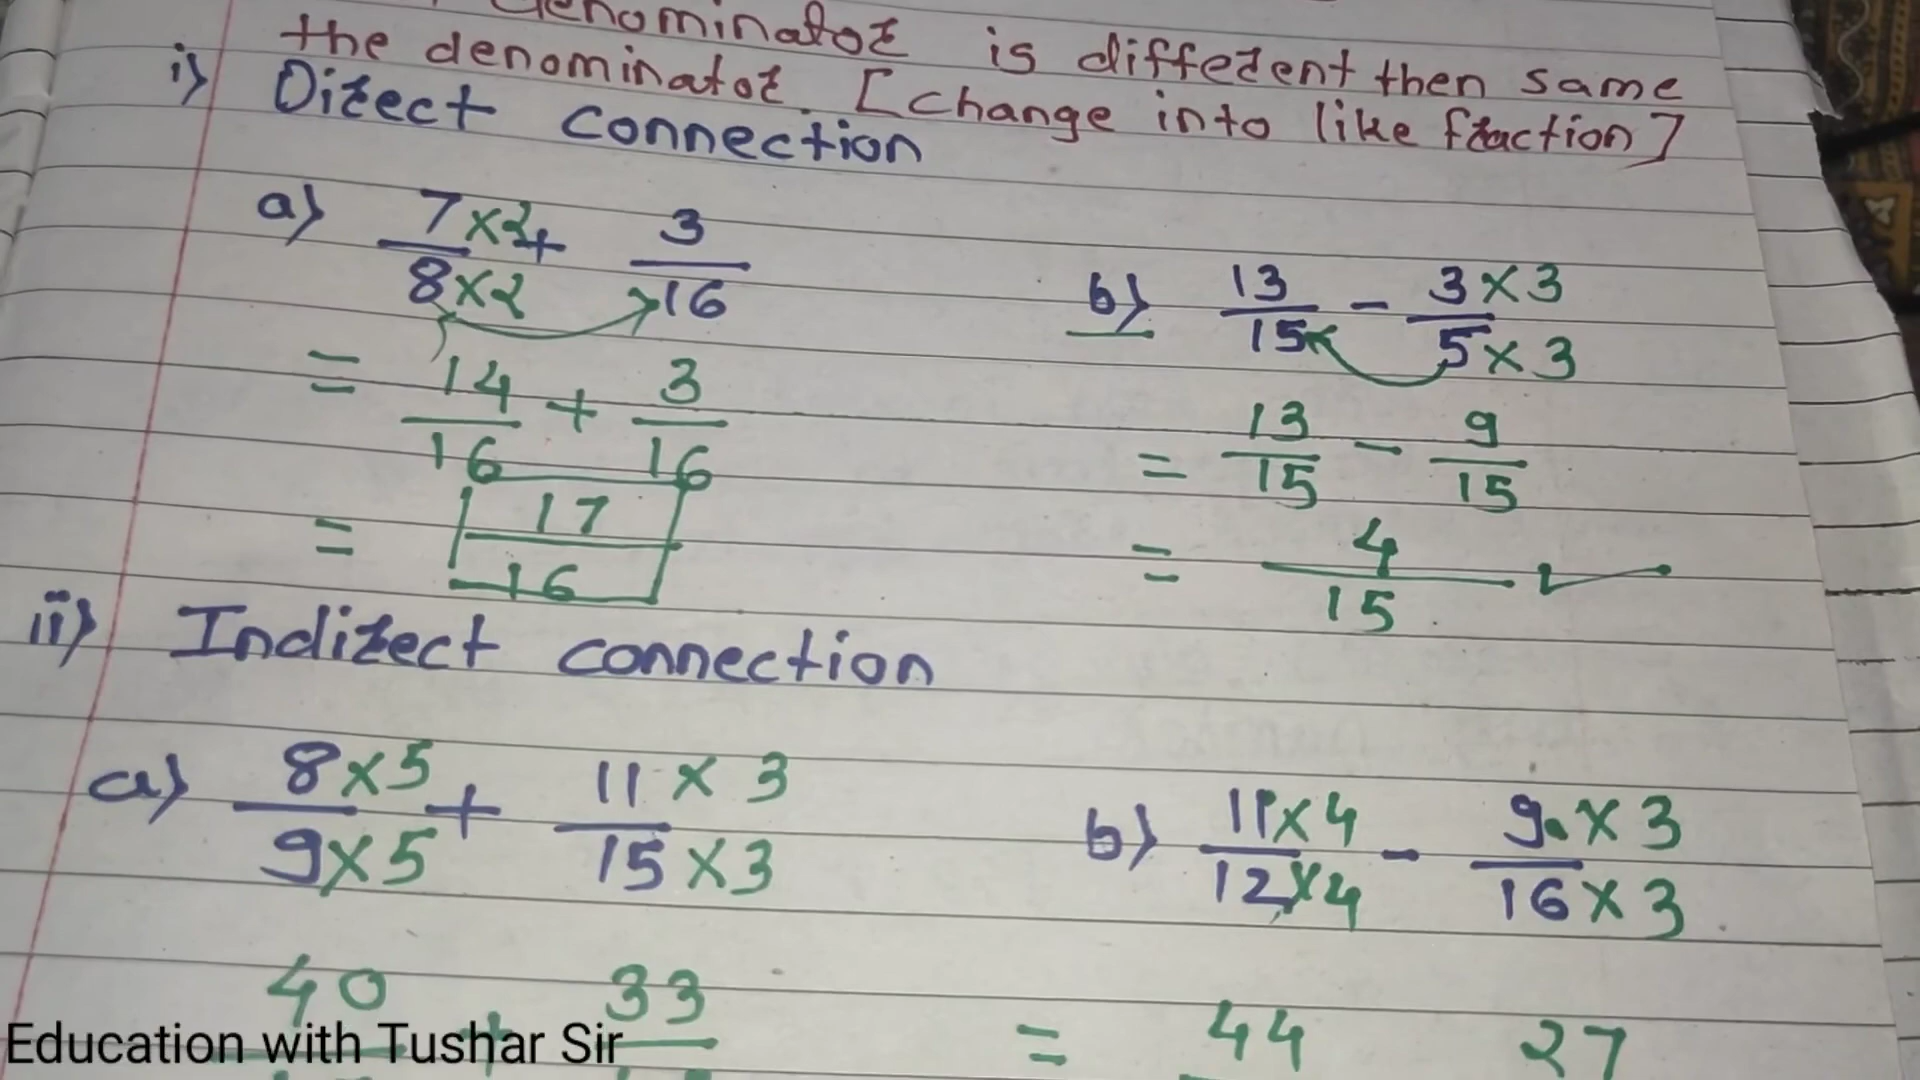 denominator is different then same
the denominator. [change into like fraction]
i) Direct connection
a) 7×2/8×2 + 3/16
= 14/16 + 3/16
= 17/16
b) 13/15 - 3×3/5×3
= 13/15 - 9/15
= 4/15
ii) Indirect connection
a) 8×5/9×5 + 11×3/15×3
40 + 33
b) 11×4/12×4 - 9×3/16×3
= 44 27
Education with Tushar Sir